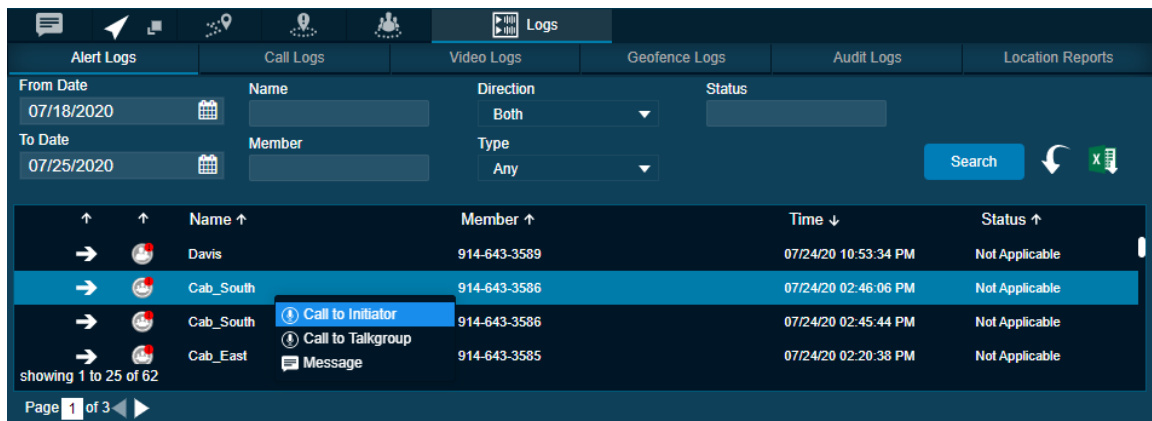 Logs
Alert Logs Call Logs Video Logs Geofence Logs Audit Logs Location Reports
From Date Name Direction Status
07/18/2020 Both
To Date Member Type
07/25/2020 Any Search
Name Member Time Status
Davis 914-643-3589 07/24/20 10:53:34 PM Not Applicable
Cab_South 914-643-3586 07/24/20 02:46:06 PM Not Applicable
Call to Initiator
Cab_South 914-643-3586 07/24/20 02:45:44 PM Not Applicable
Call to Talkgroup
Cab_East 914-643-3585 07/24/20 02:20:38 PM Not Applicable
Message
showing 1 to 25 of 62
Page 1 of 3